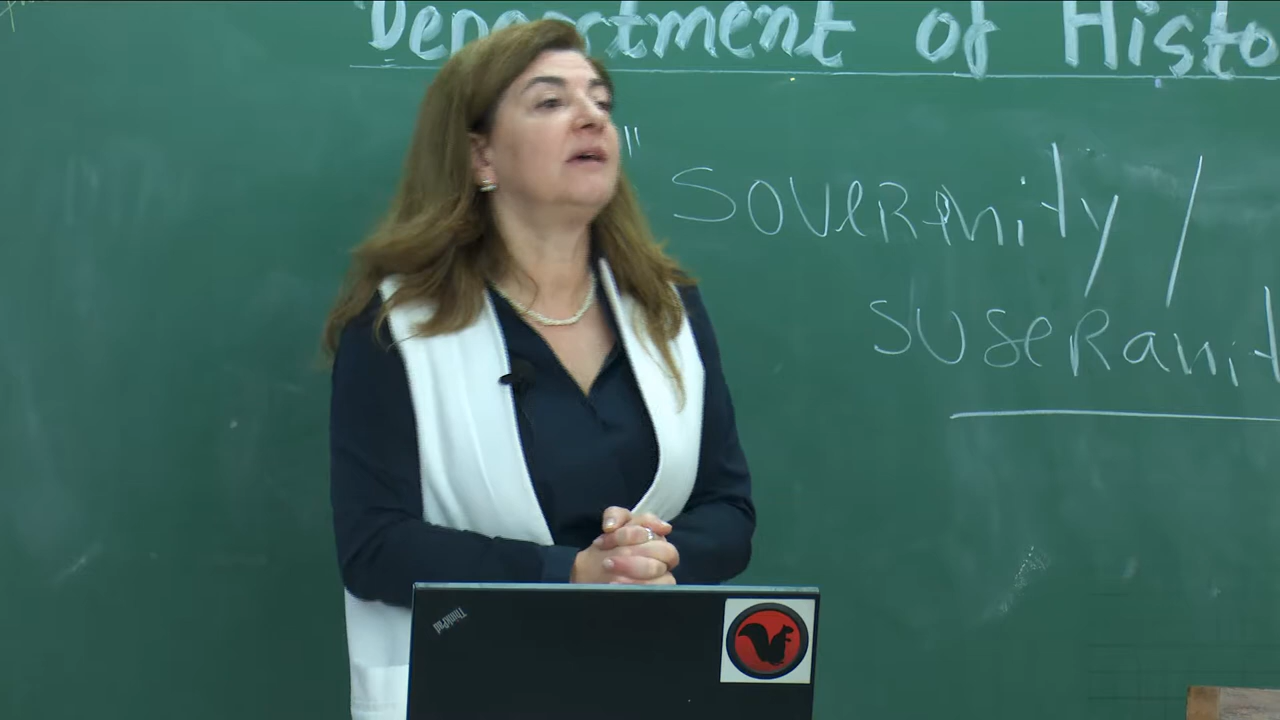 Department of Histo
" SOVERANity /
SUSERANit
ThinkPad